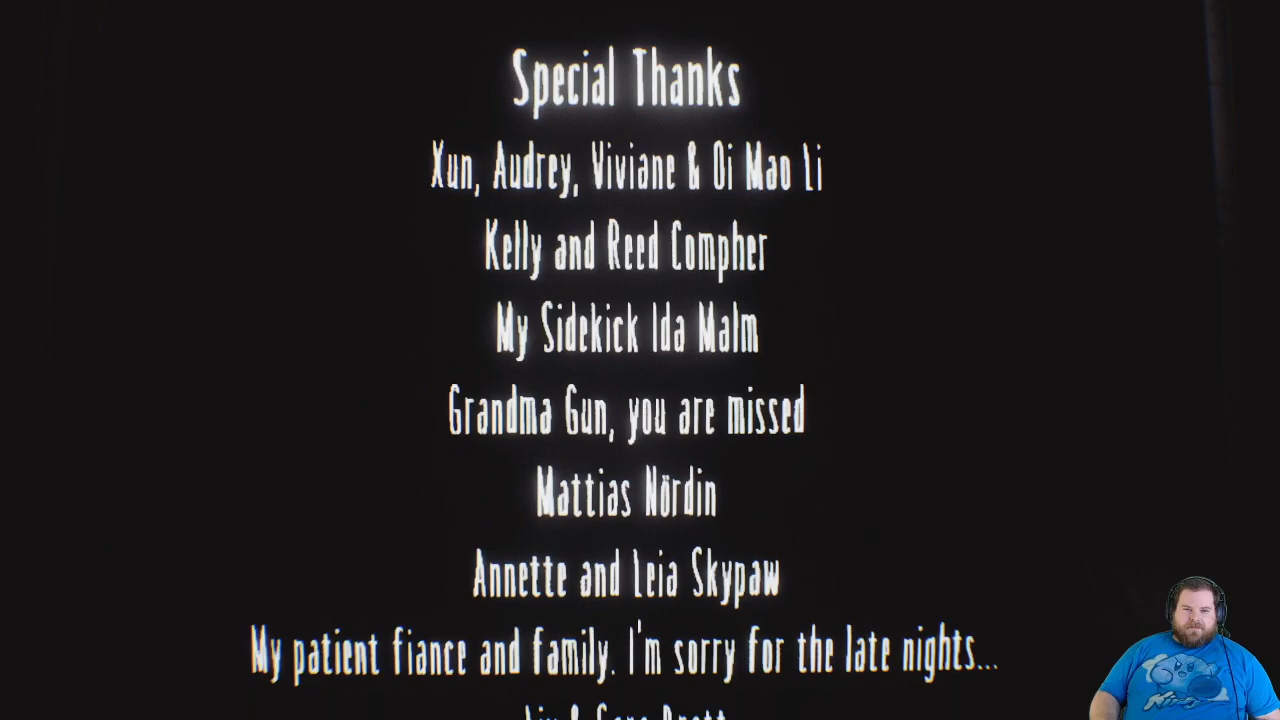 Special Thanks
Xun, Audrey, Viviane & Oi Mao Li
Kelly and Reed Compher
My Sidekick Ida Malm
Grandma Gun, you are missed
Mattias Nördin
Annette and Leia Skypaw
My patient fiance and family. I'm sorry for the late nights...